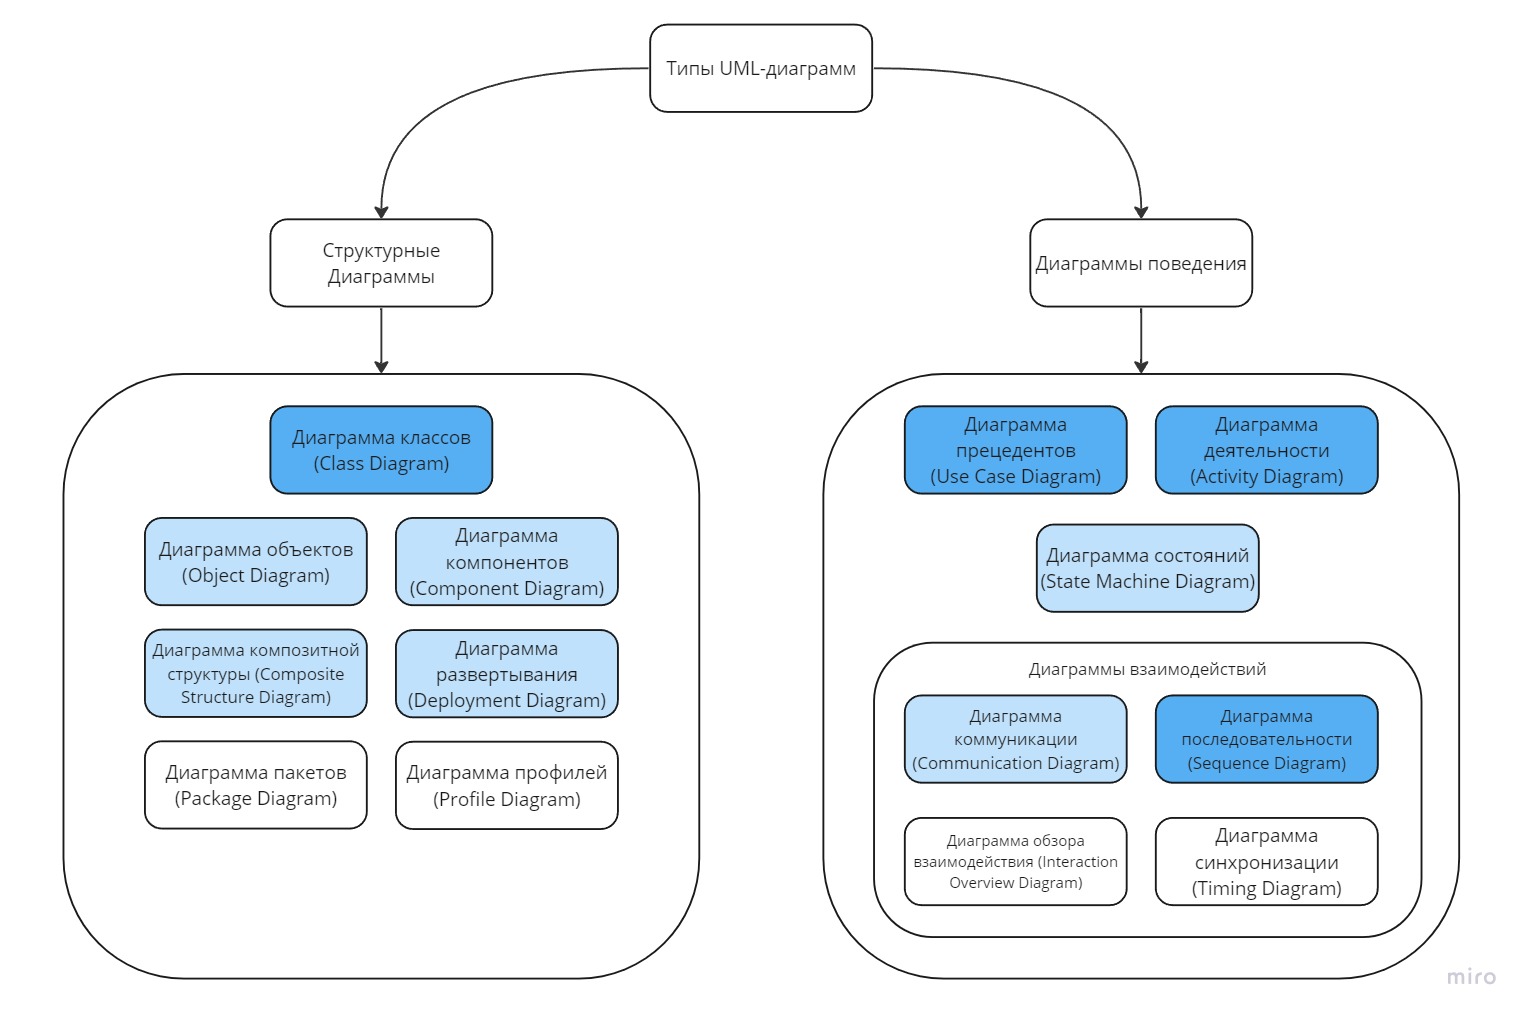 Типы UML-диаграмм
Структурные
Диаграммы
Диаграммы поведения
Диаграмма классов
(Class Diagram)
Диаграмма объектов
(Object Diagram)
Диаграмма
компонентов
(Component Diagram)
Диаграмма композитной
структуры (Composite
Structure Diagram)
Диаграмма
развертывания
(Deployment Diagram)
Диаграмма пакетов
(Package Diagram)
Диаграмма профилей
(Profile Diagram)
Диаграмма
прецедентов
(Use Case Diagram)
Диаграмма
деятельности
(Activity Diagram)
Диаграмма состояний
(State Machine Diagram)
Диаграммы взаимодействий
Диаграмма
коммуникации
(Communication Diagram)
Диаграмма
последовательности
(Sequence Diagram)
Диаграмма обзора
взаимодействия (Interaction
Overview Diagram)
Диаграмма
синхронизации
(Timing Diagram)
miro